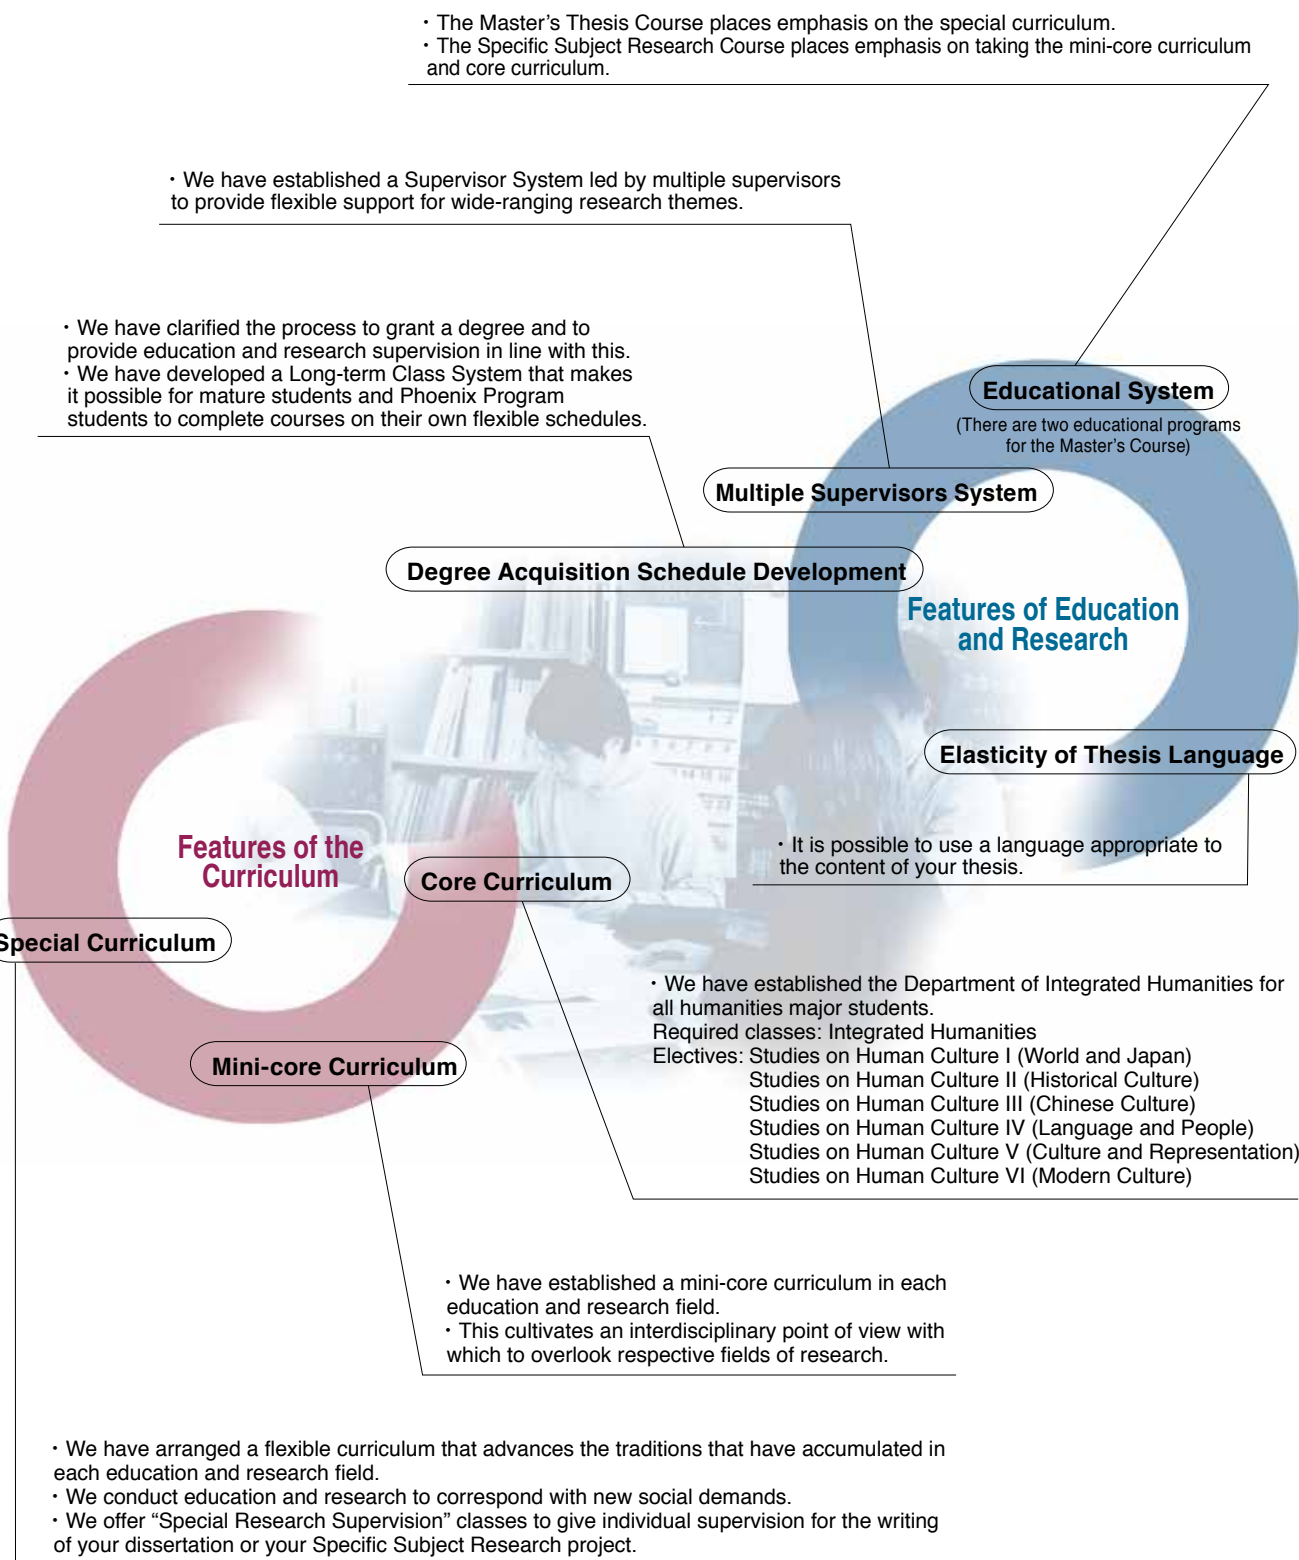 ・The Master’s Thesis Course places emphasis on the special curriculum.
・The Specific Subject Research Course places emphasis on taking the mini-core curriculum
and core curriculum.
・We have established a Supervisor System led by multiple supervisors
to provide flexible support for wide-ranging research themes.
・We have clarified the process to grant a degree and to
provide education and research supervision in line with this.
・We have developed a Long-term Class System that makes
it possible for mature students and Phoenix Program
students to complete courses on their own flexible schedules.
Educational System
(There are two educational programs
for the Master’s Course)
Multiple Supervisors System
Degree Acquisition Schedule Development
Features of Education
and Research
Elasticity of Thesis Language
・It is possible to use a language appropriate to
the content of your thesis.
Features of the
Curriculum
Core Curriculum
Special Curriculum
・We have established the Department of Integrated Humanities for
all humanities major students.
Required classes: Integrated Humanities
Electives: Studies on Human Culture I (World and Japan)
Studies on Human Culture II (Historical Culture)
Studies on Human Culture III (Chinese Culture)
Studies on Human Culture IV (Language and People)
Studies on Human Culture V (Culture and Representation)
Studies on Human Culture VI (Modern Culture)
Mini-core Curriculum
・We have established a mini-core curriculum in each
education and research field.
・This cultivates an interdisciplinary point of view with
which to overlook respective fields of research.
・We have arranged a flexible curriculum that advances the traditions that have accumulated in
each education and research field.
・We conduct education and research to correspond with new social demands.
・We offer “Special Research Supervision” classes to give individual supervision for the writing
of your dissertation or your Specific Subject Research project.